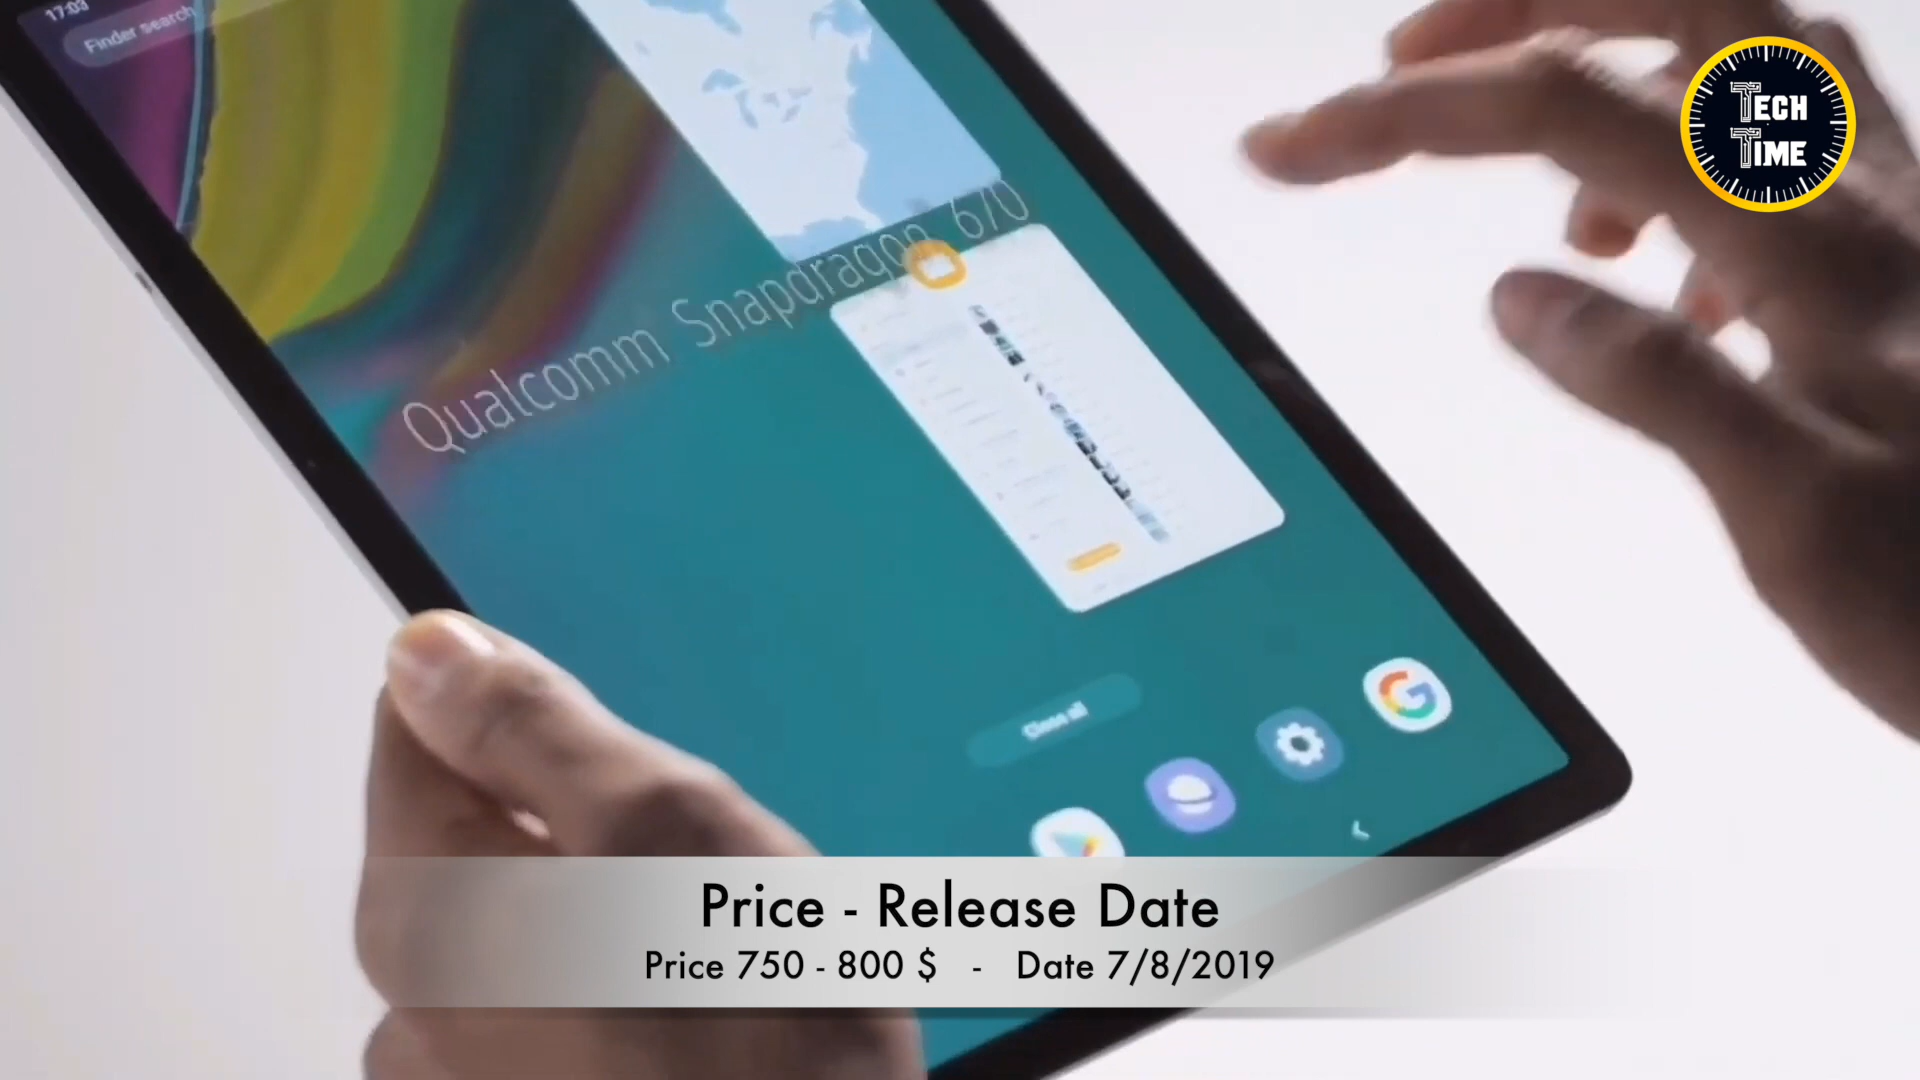 17:03
Finder search
TECH
TIME
Qualcomm Snapdragon 670
Close all
Price - Release Date
Price 750 - 800 $ - Date 7/8/2019